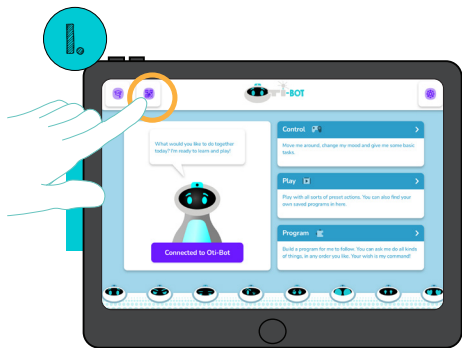 1.
Oti-BOT
What would you like to do together
today? I'm ready to learn and play!
Connected to Oti-Bot
Control
Move me around, change my mood and give me some basic
tasks.
Play
Play with all sorts of preset actions. You can also find your
own saved programs in here.
Program
Build a program for me to follow. You can ask me do all kinds
of things, in any order you like. Your wish is my command!